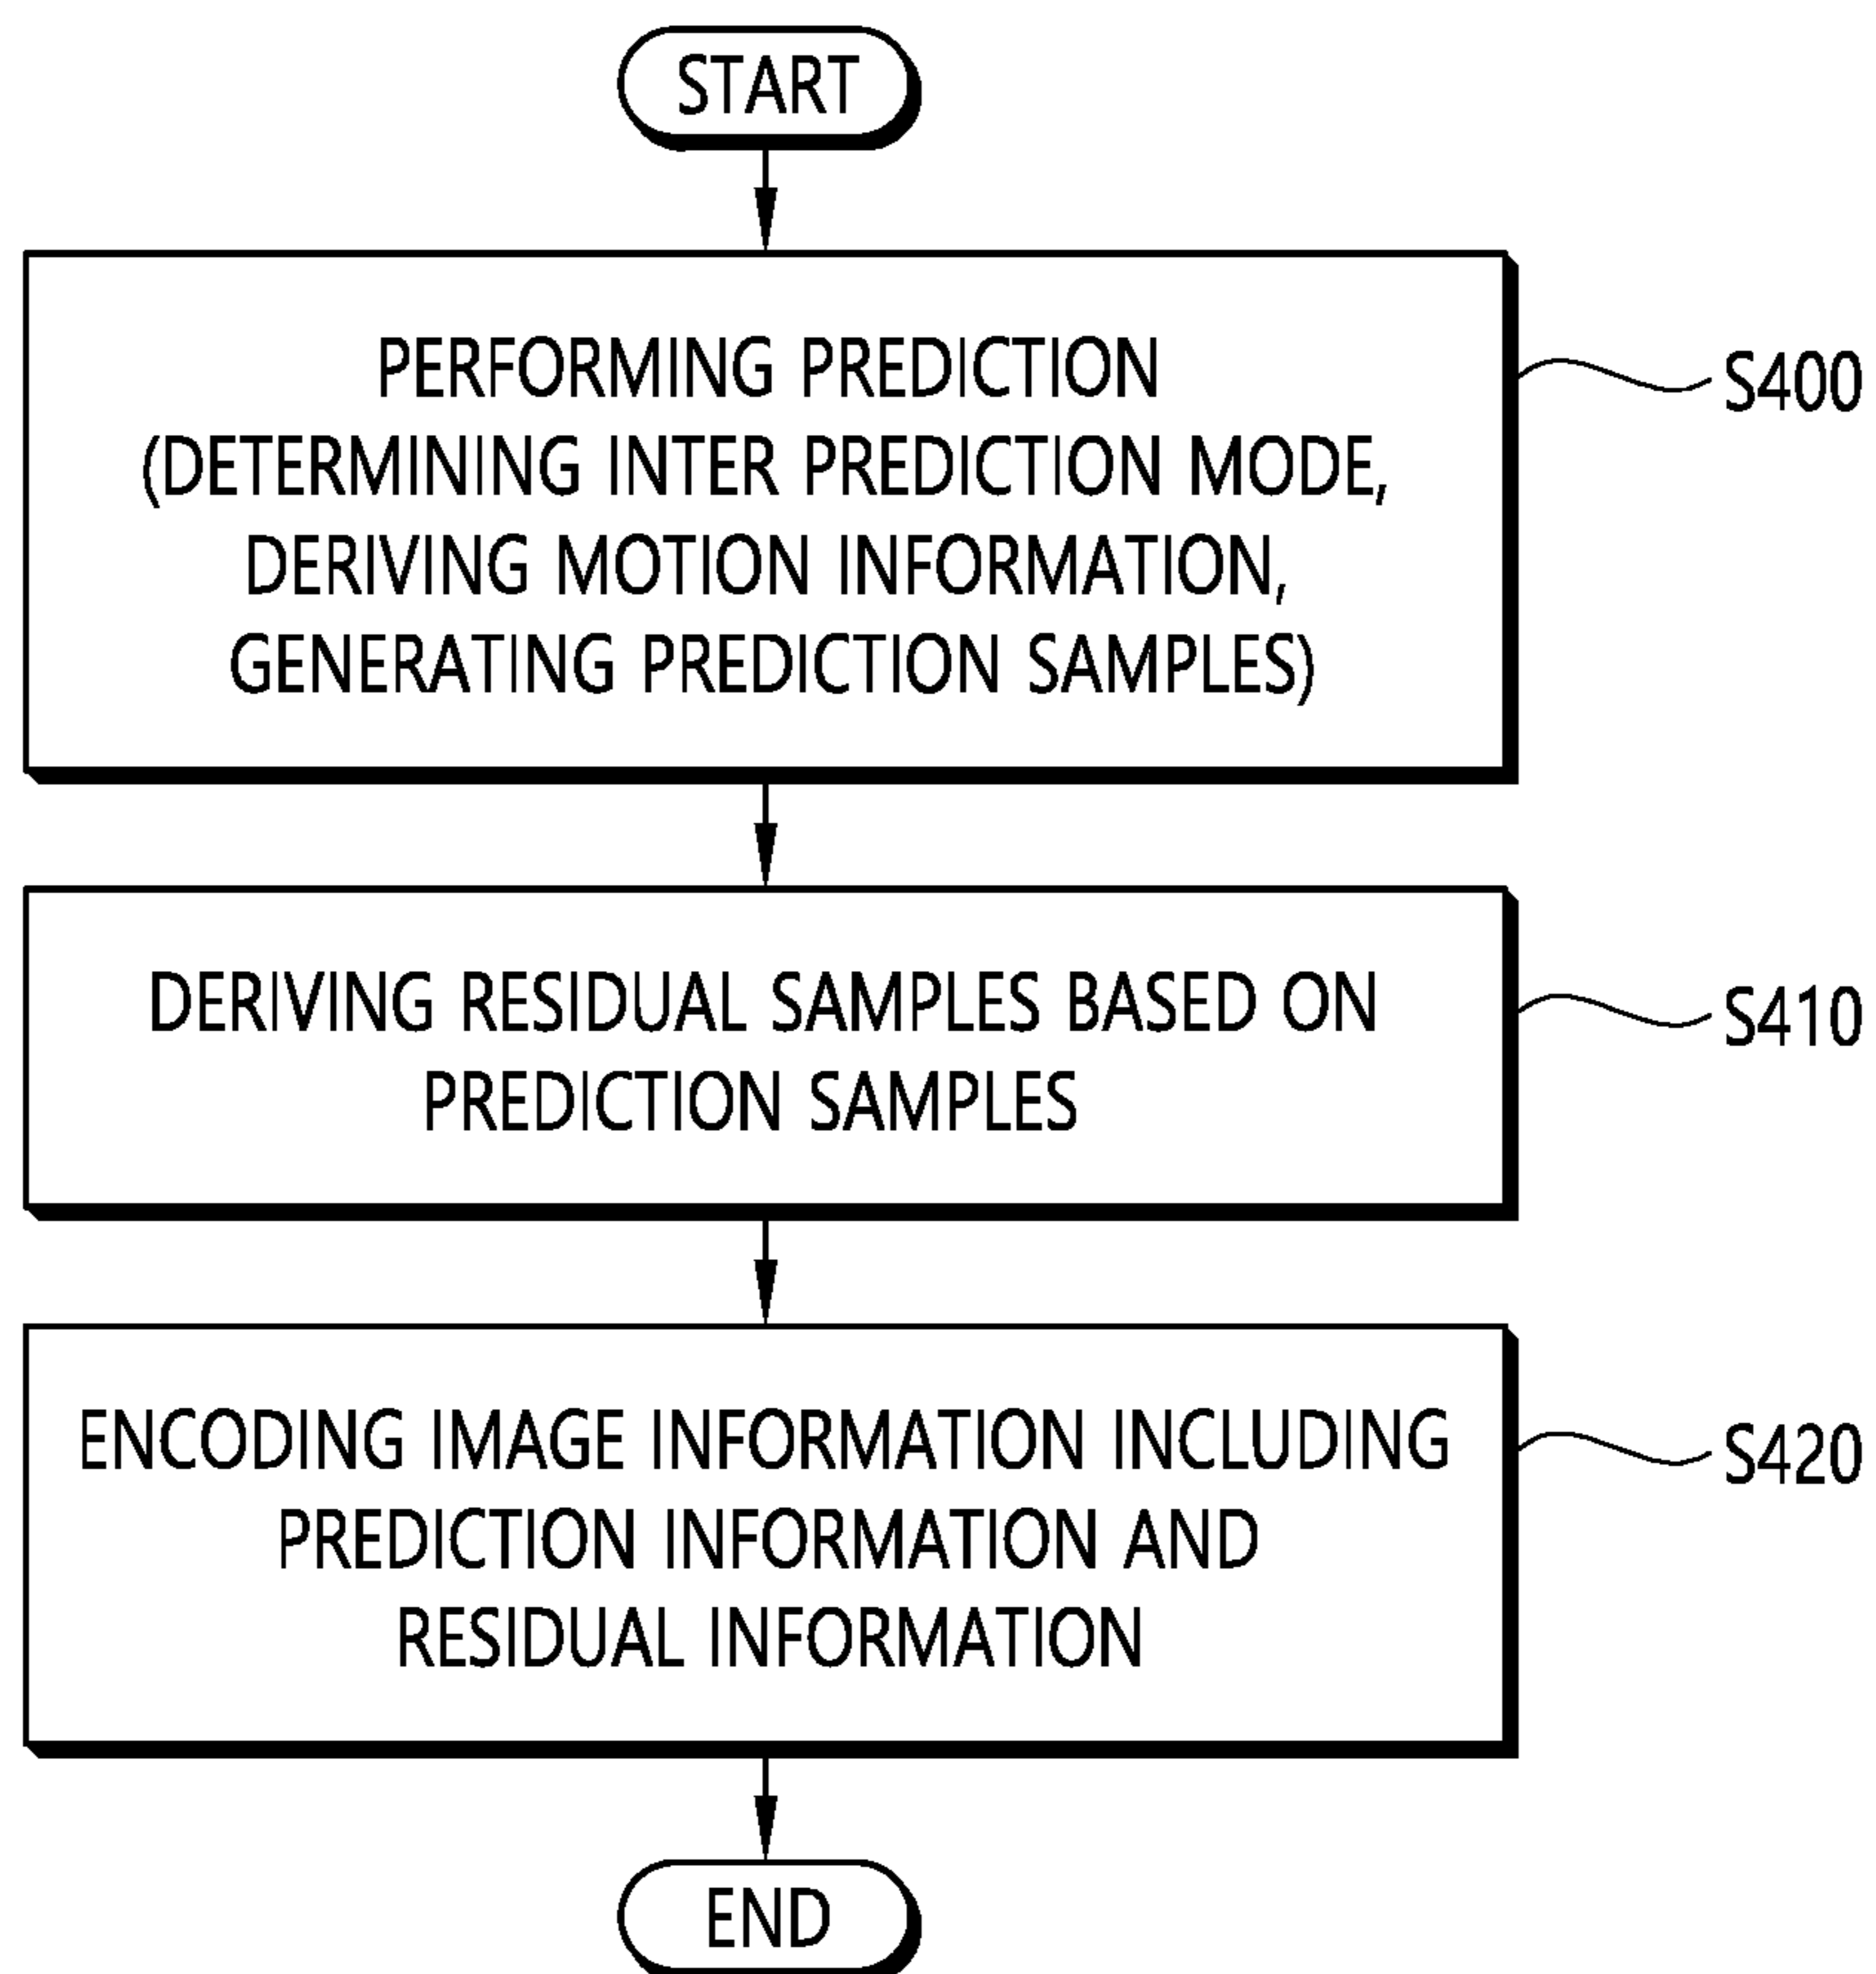 START
PERFORMING PREDICTION
(DETERMINING INTER PREDICTION MODE,
DERIVING MOTION INFORMATION,
GENERATING PREDICTION SAMPLES)
S400
DERIVING RESIDUAL SAMPLES BASED ON
PREDICTION SAMPLES
S410
ENCODING IMAGE INFORMATION INCLUDING
PREDICTION INFORMATION AND
RESIDUAL INFORMATION
S420
END